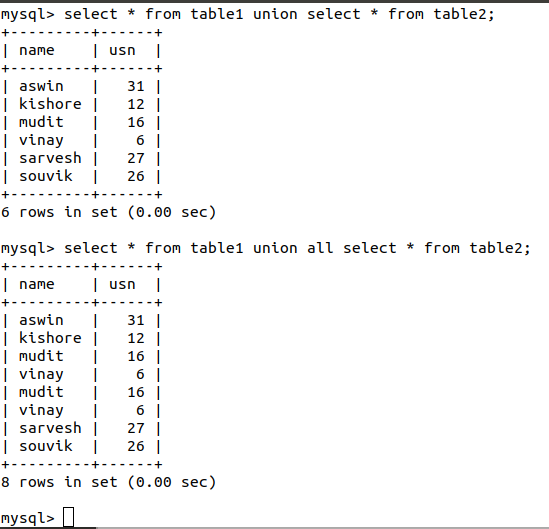 mysql> select * from table1 union select * from table2;
+---------+------+
| name    | usn  |
+---------+------+
| aswin   |   31 |
| kishore |   12 |
| mudit   |   16 |
| vinay   |    6 |
| sarvesh |   27 |
| souvik  |   26 |
+---------+------+
6 rows in set (0.00 sec)

mysql> select * from table1 union all select * from table2;
+---------+------+
| name    | usn  |
+---------+------+
| aswin   |   31 |
| kishore |   12 |
| mudit   |   16 |
| vinay   |    6 |
| mudit   |   16 |
| vinay   |    6 |
| sarvesh |   27 |
| souvik  |   26 |
+---------+------+
8 rows in set (0.00 sec)

mysql>